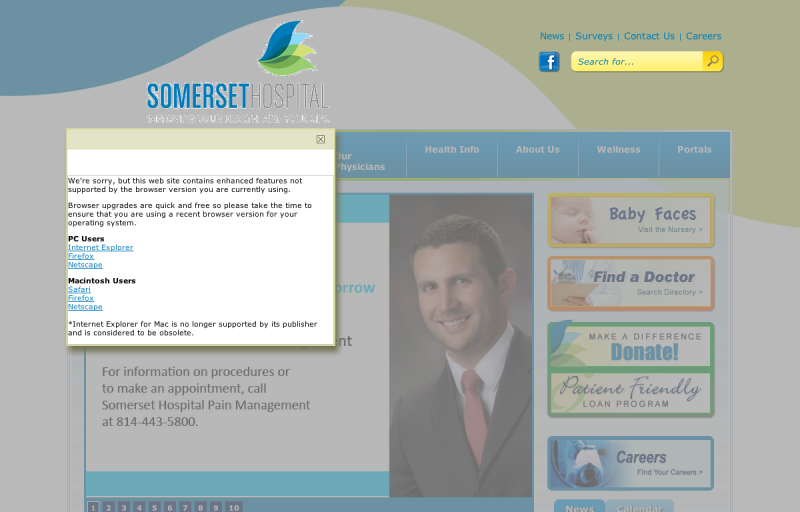 News | Surveys | Contact Us | Careers
Search for...
SOMERSET HOSPITAL
Our Physicians
Health Info
About Us
Wellness
Portals
We're sorry, but this web site contains enhanced features not
supported by the browser version you are currently using.
Browser upgrades are quick and free so please take the time to
ensure that you are using a recent browser version for your
operating system.
PC Users
Internet Explorer
Firefox
Netscape
Macintosh Users
Safari
Firefox
Netscape
*Internet Explorer for Mac is no longer supported by its publisher
and is considered to be obsolete.
For information on procedures or
to make an appointment, call
Somerset Hospital Pain Management
at 814-443-5800.
1 2 3 4 5 6 7 8 9 10
Baby Faces
Visit the Nursery >
Find a Doctor
Search Directory >
MAKE A DIFFERENCE
Donate!
Patient Friendly
LOAN PROGRAM
Careers
Find Your Careers >
News
Calendar